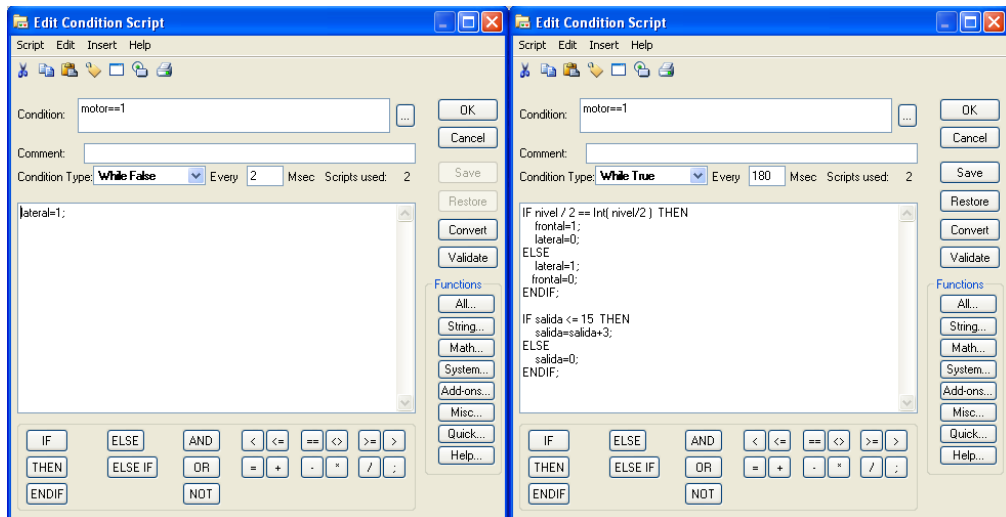 Edit Condition Script
Script Edit Insert Help
Condition: motor==1 ...
OK
Cancel
Comment:
Condition Type: While False Every 2 Msec Scripts used: 2
Save
Restore
Convert
Validate
lateral=1;
Functions
All...
String...
Math...
System...
Add-ons...
Misc...
Quick...
Help...
IF ELSE AND < <= == <> >= >
THEN ELSE IF OR = + - * / ;
ENDIF NOT
Edit Condition Script
Script Edit Insert Help
Condition: motor==1 ...
OK
Cancel
Comment:
Condition Type: While True Every 180 Msec Scripts used: 2
Save
Restore
Convert
Validate
IF nivel / 2 == Int( nivel/2 ) THEN
frontal=1;
lateral=0;
ELSE
lateral=1;
frontal=0;
ENDIF;
IF salida <= 15 THEN
salida=salida+3;
ELSE
salida=0;
ENDIF;
Functions
All...
String...
Math...
System...
Add-ons...
Misc...
Quick...
Help...
IF ELSE AND < <= == <> >= >
THEN ELSE IF OR = + - * / ;
ENDIF NOT